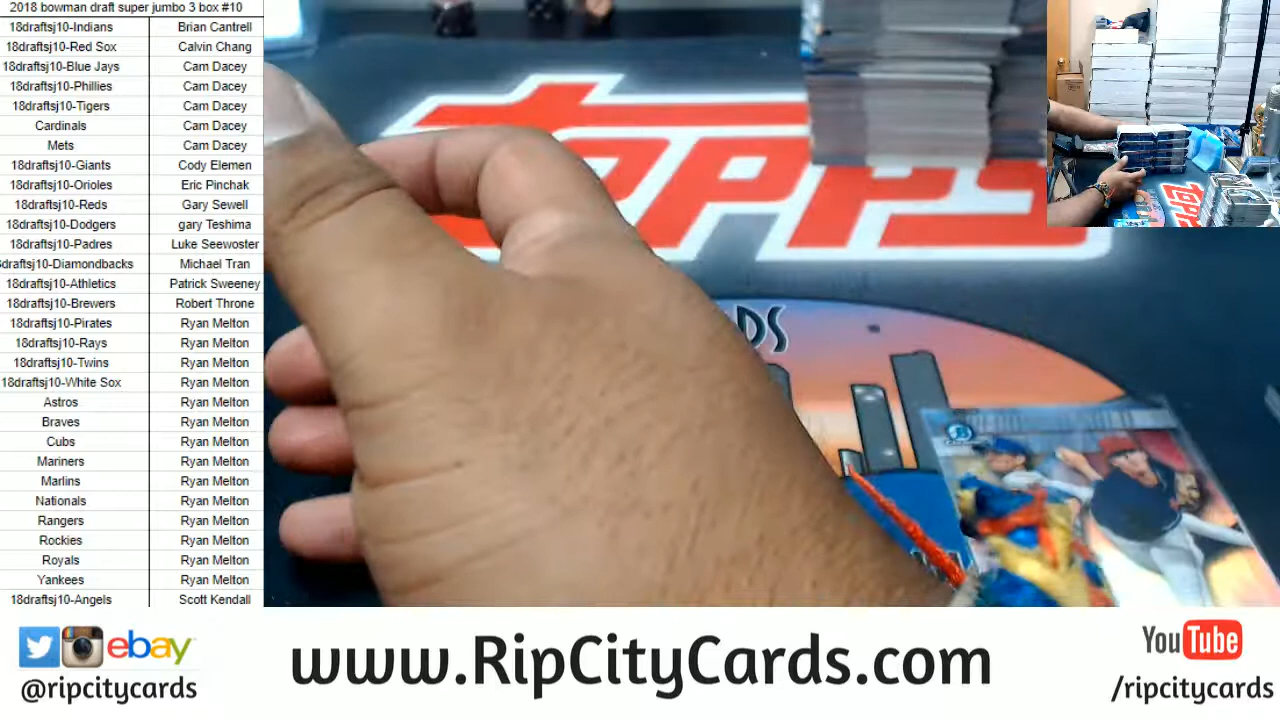 2018 bowman draft super jumbo 3 box #10
18draftsj10-Indians Brian Cantrell
18draftsj10-Red Sox Calvin Chang
18draftsj10-Blue Jays Cam Dacey
18draftsj10-Phillies Cam Dacey
18draftsj10-Tigers Cam Dacey
Cardinals Cam Dacey
Mets Cam Dacey
18draftsj10-Giants Cody Elemen
18draftsj10-Orioles Eric Pinchak
18draftsj10-Reds Gary Sewell
18draftsj10-Dodgers gary Teshima
18draftsj10-Padres Luke Seewoster
8draftsj10-Diamondbacks Michael Tran
18draftsj10-Athletics Patrick Sweeney
18draftsj10-Brewers Robert Throne
18draftsj10-Pirates Ryan Melton
18draftsj10-Rays Ryan Melton
18draftsj10-Twins Ryan Melton
18draftsj10-White Sox Ryan Melton
Astros Ryan Melton
Braves Ryan Melton
Cubs Ryan Melton
Mariners Ryan Melton
Marlins Ryan Melton
Nationals Ryan Melton
Rangers Ryan Melton
Rockies Ryan Melton
Royals Ryan Melton
Yankees Ryan Melton
18draftsj10-Angels Scott Kendall
Topps
DS
ebay
@ripcitycards
www.RipCityCards.com
YouTube
/ripcitycards